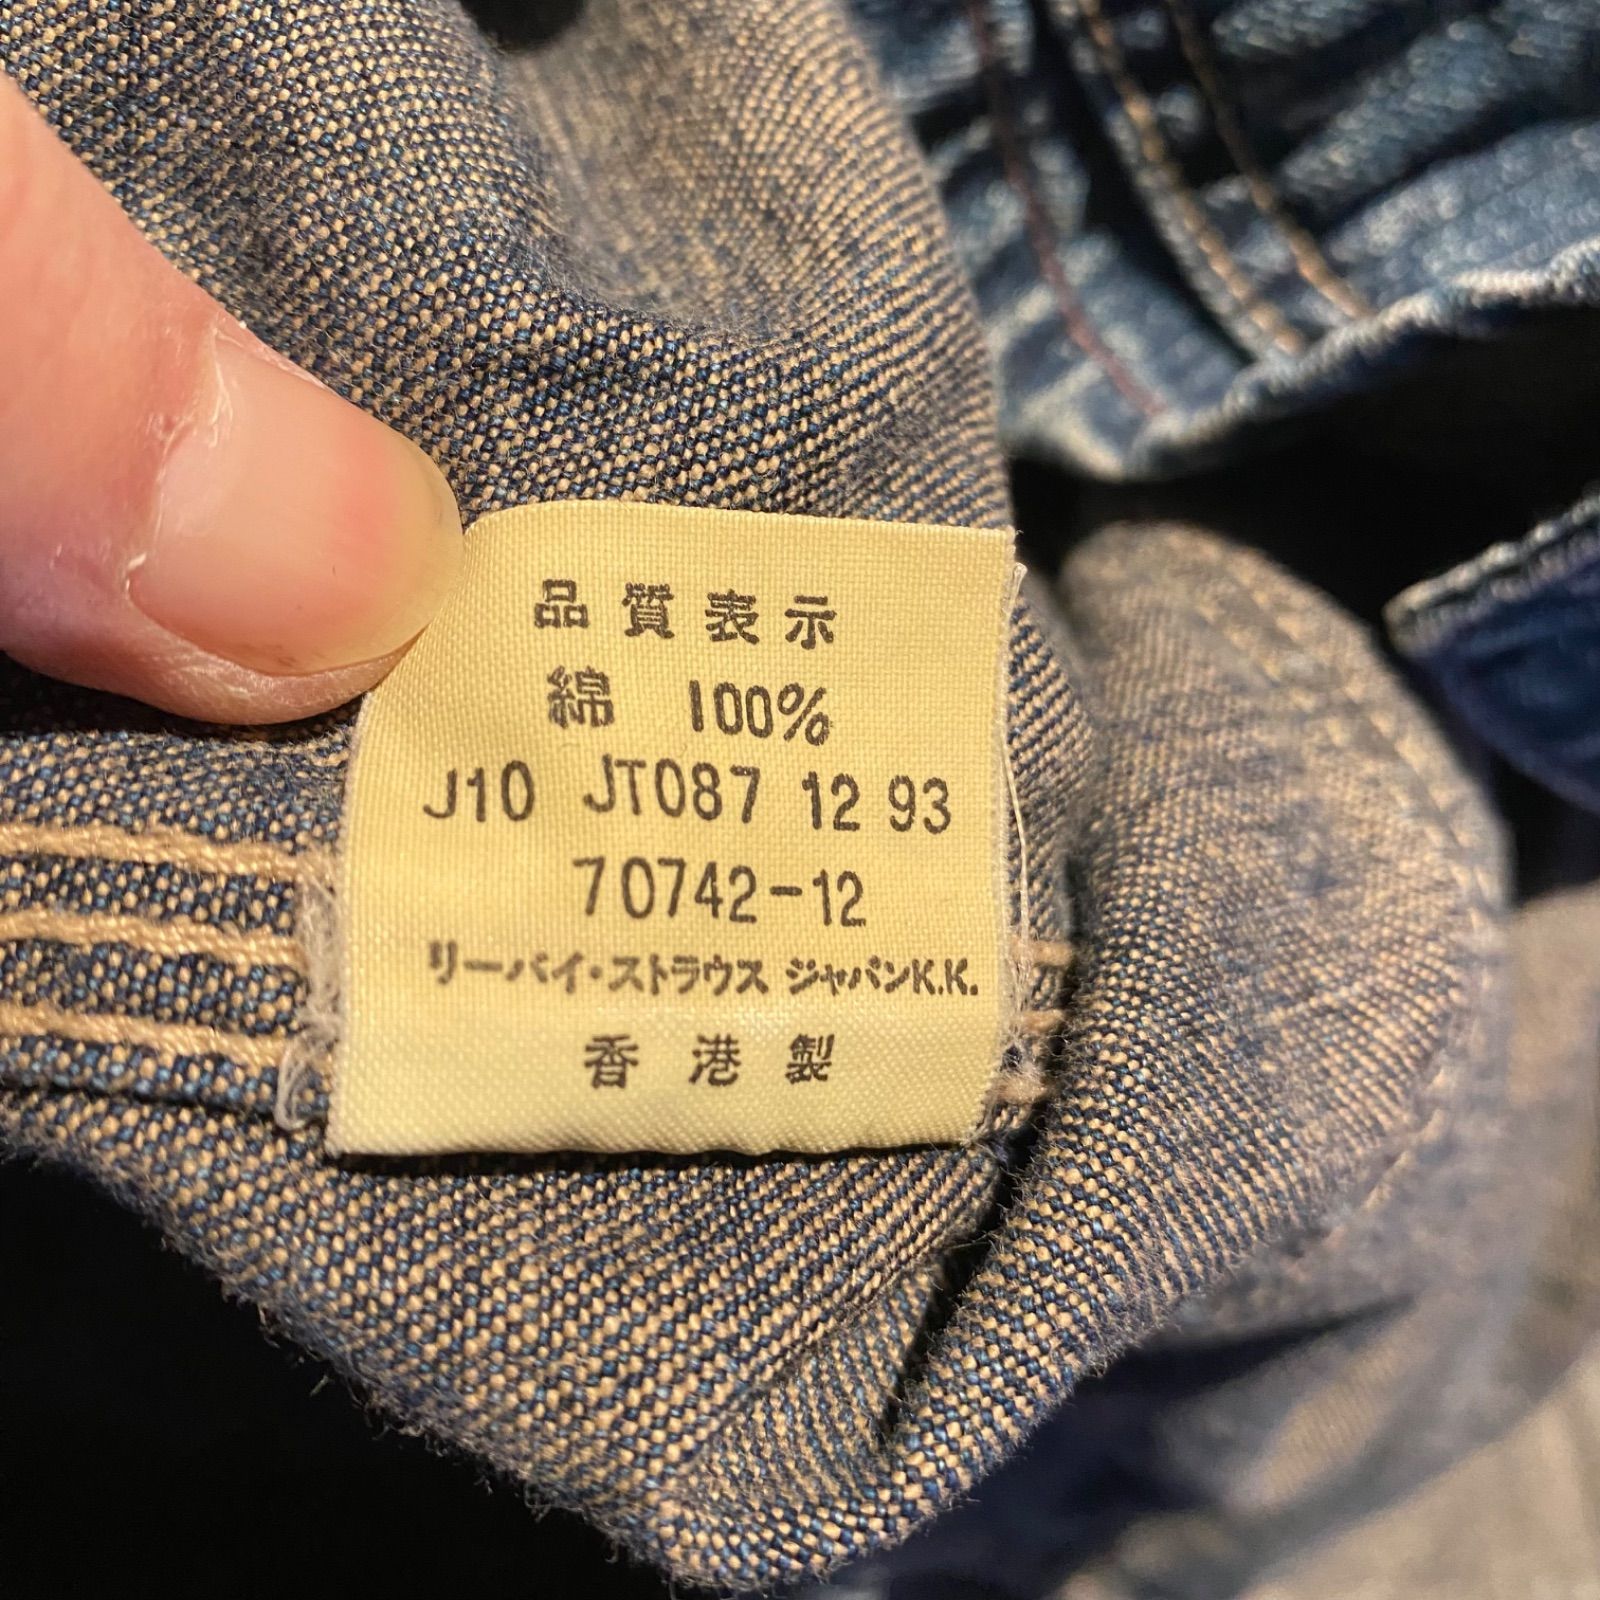 品質表示
綿 100%
J10 JT087 12 93
70742-12
リーバイ・ストラウス ジャパンK.K.
香港製